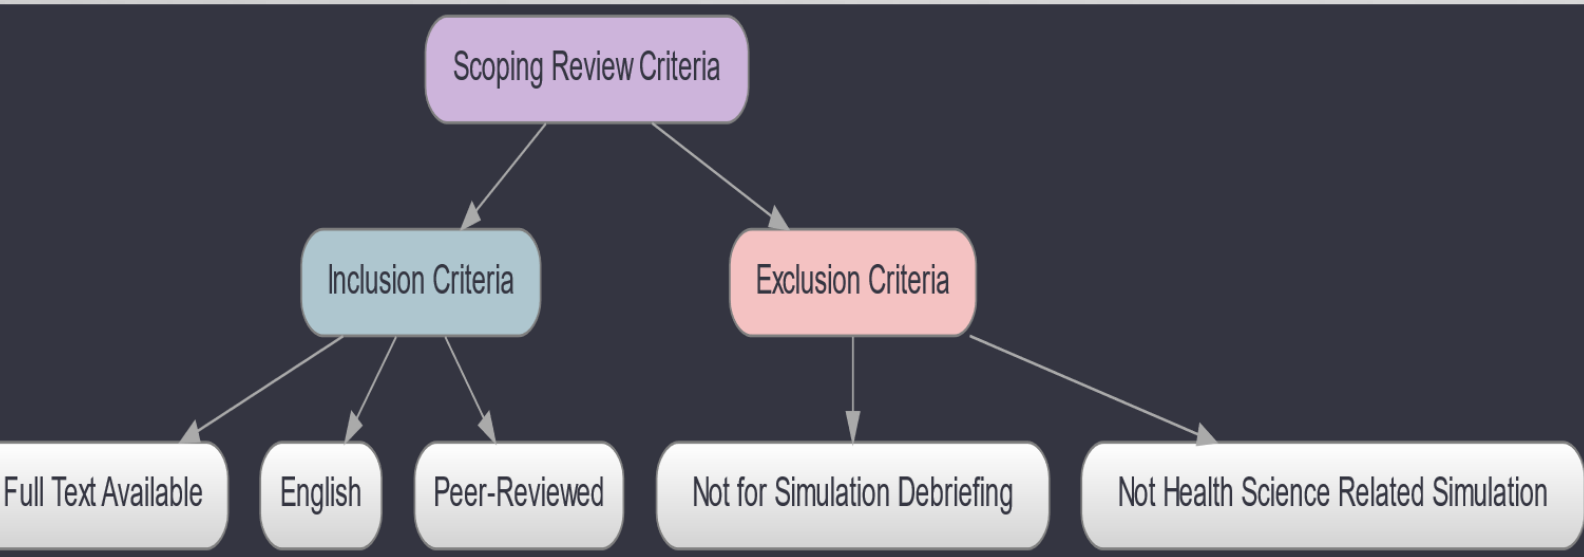 Scoping Review Criteria
Inclusion Criteria
Exclusion Criteria
Full Text Available
English
Peer-Reviewed
Not for Simulation Debriefing
Not Health Science Related Simulation